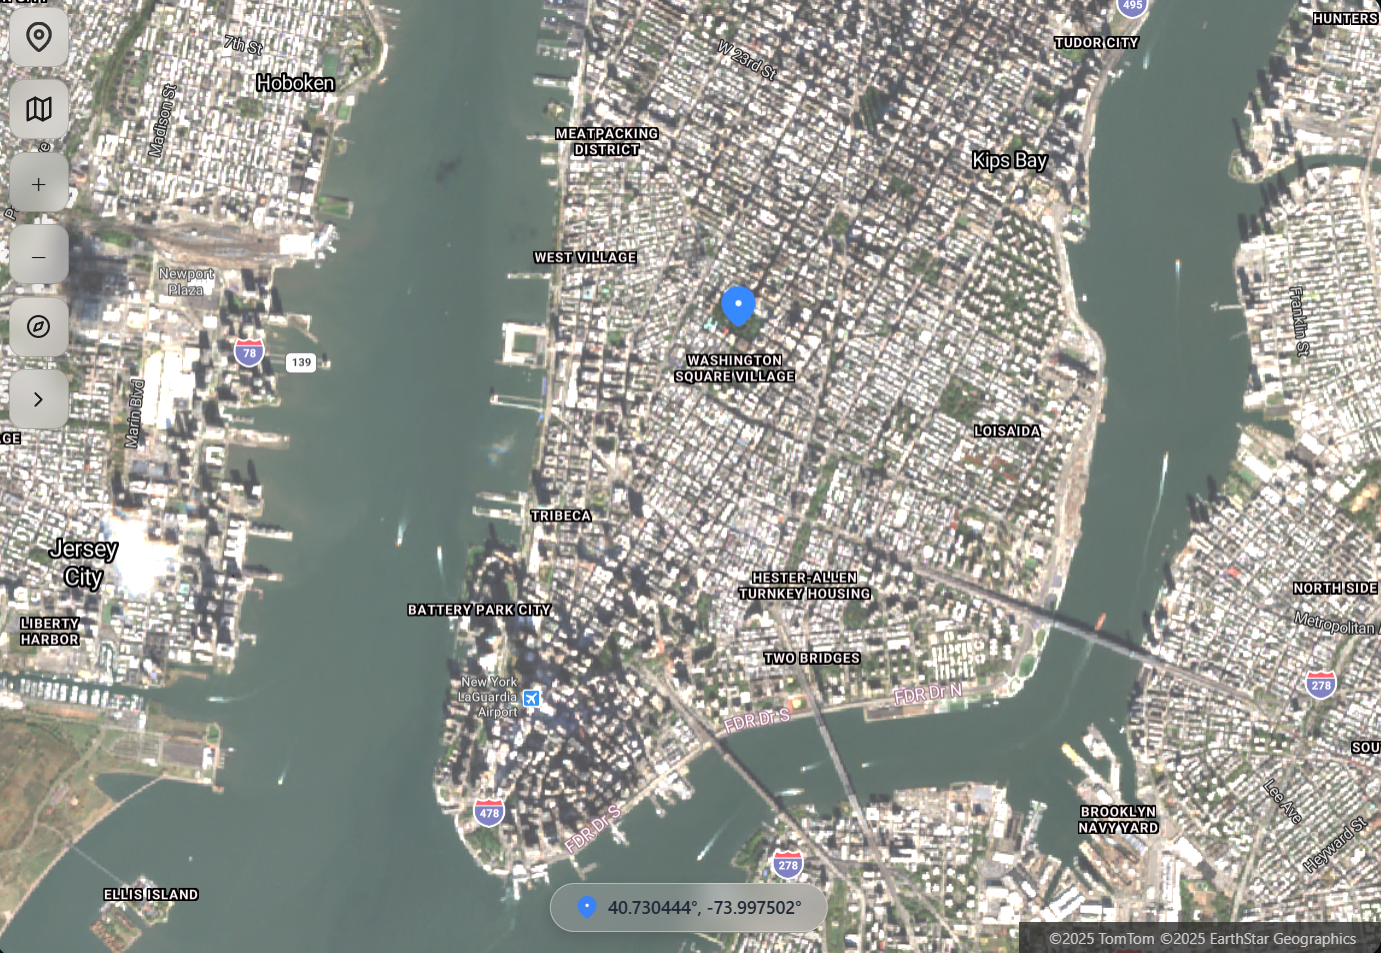 495
HUNTERS
TUDOR CITY
7th St
W 23rd St
Hoboken
Madison St
MEATPACKING
DISTRICT
Kips Bay
WEST VILLAGE
Newport
Plaza
Franklin St
78
139
WASHINGTON
SQUARE VILLAGE
Marin Blvd
AGE
LOISAIDA
TRIBECA
Jersey
City
HESTER-ALLEN
TURNKEY HOUSING
NORTH SIDE
BATTERY PARK CITY
LIBERTY
HARBOR
Metropolitan A
TWO BRIDGES
New York
LaGuardia
Airport
FDR Dr N
278
FDR Dr S
SOU
478
Lee Ave
BROOKLYN
NAVY YARD
FDR Dr S
Heyward St
278
ELLIS ISLAND
40.730444°, -73.997502°
©2025 TomTom ©2025 EarthStar Geographics